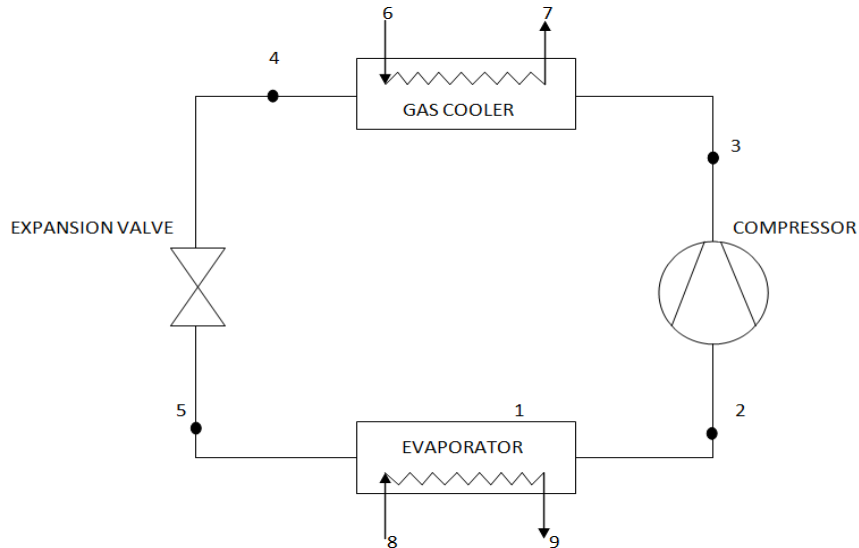 6
7
4
GAS COOLER
3
EXPANSION VALVE
COMPRESSOR
5
1
2
EVAPORATOR
8
9